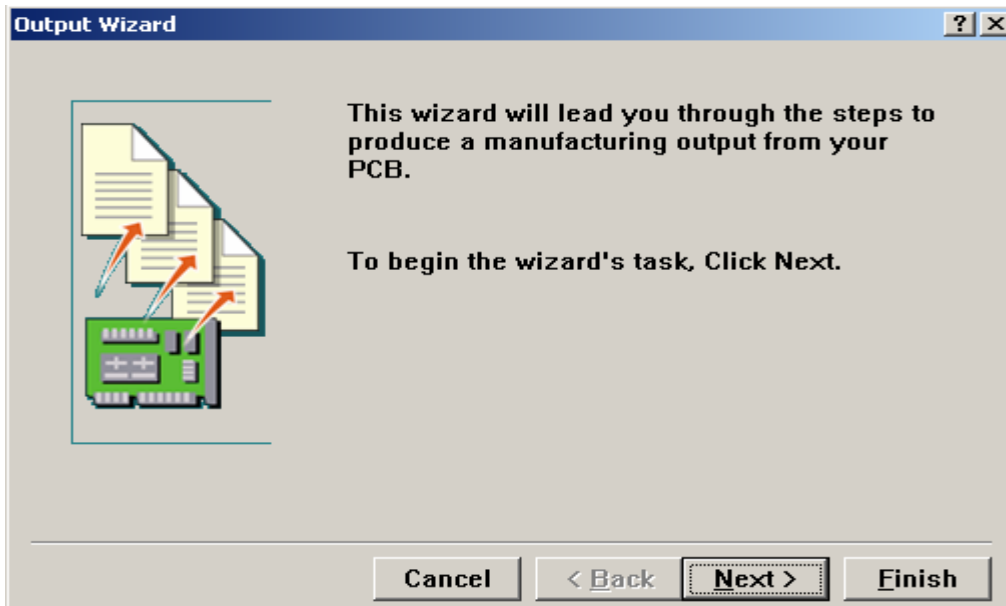 Output Wizard
This wizard will lead you through the steps to
produce a manufacturing output from your
PCB.
To begin the wizard's task, Click Next.
Cancel
< Back
Next >
Finish